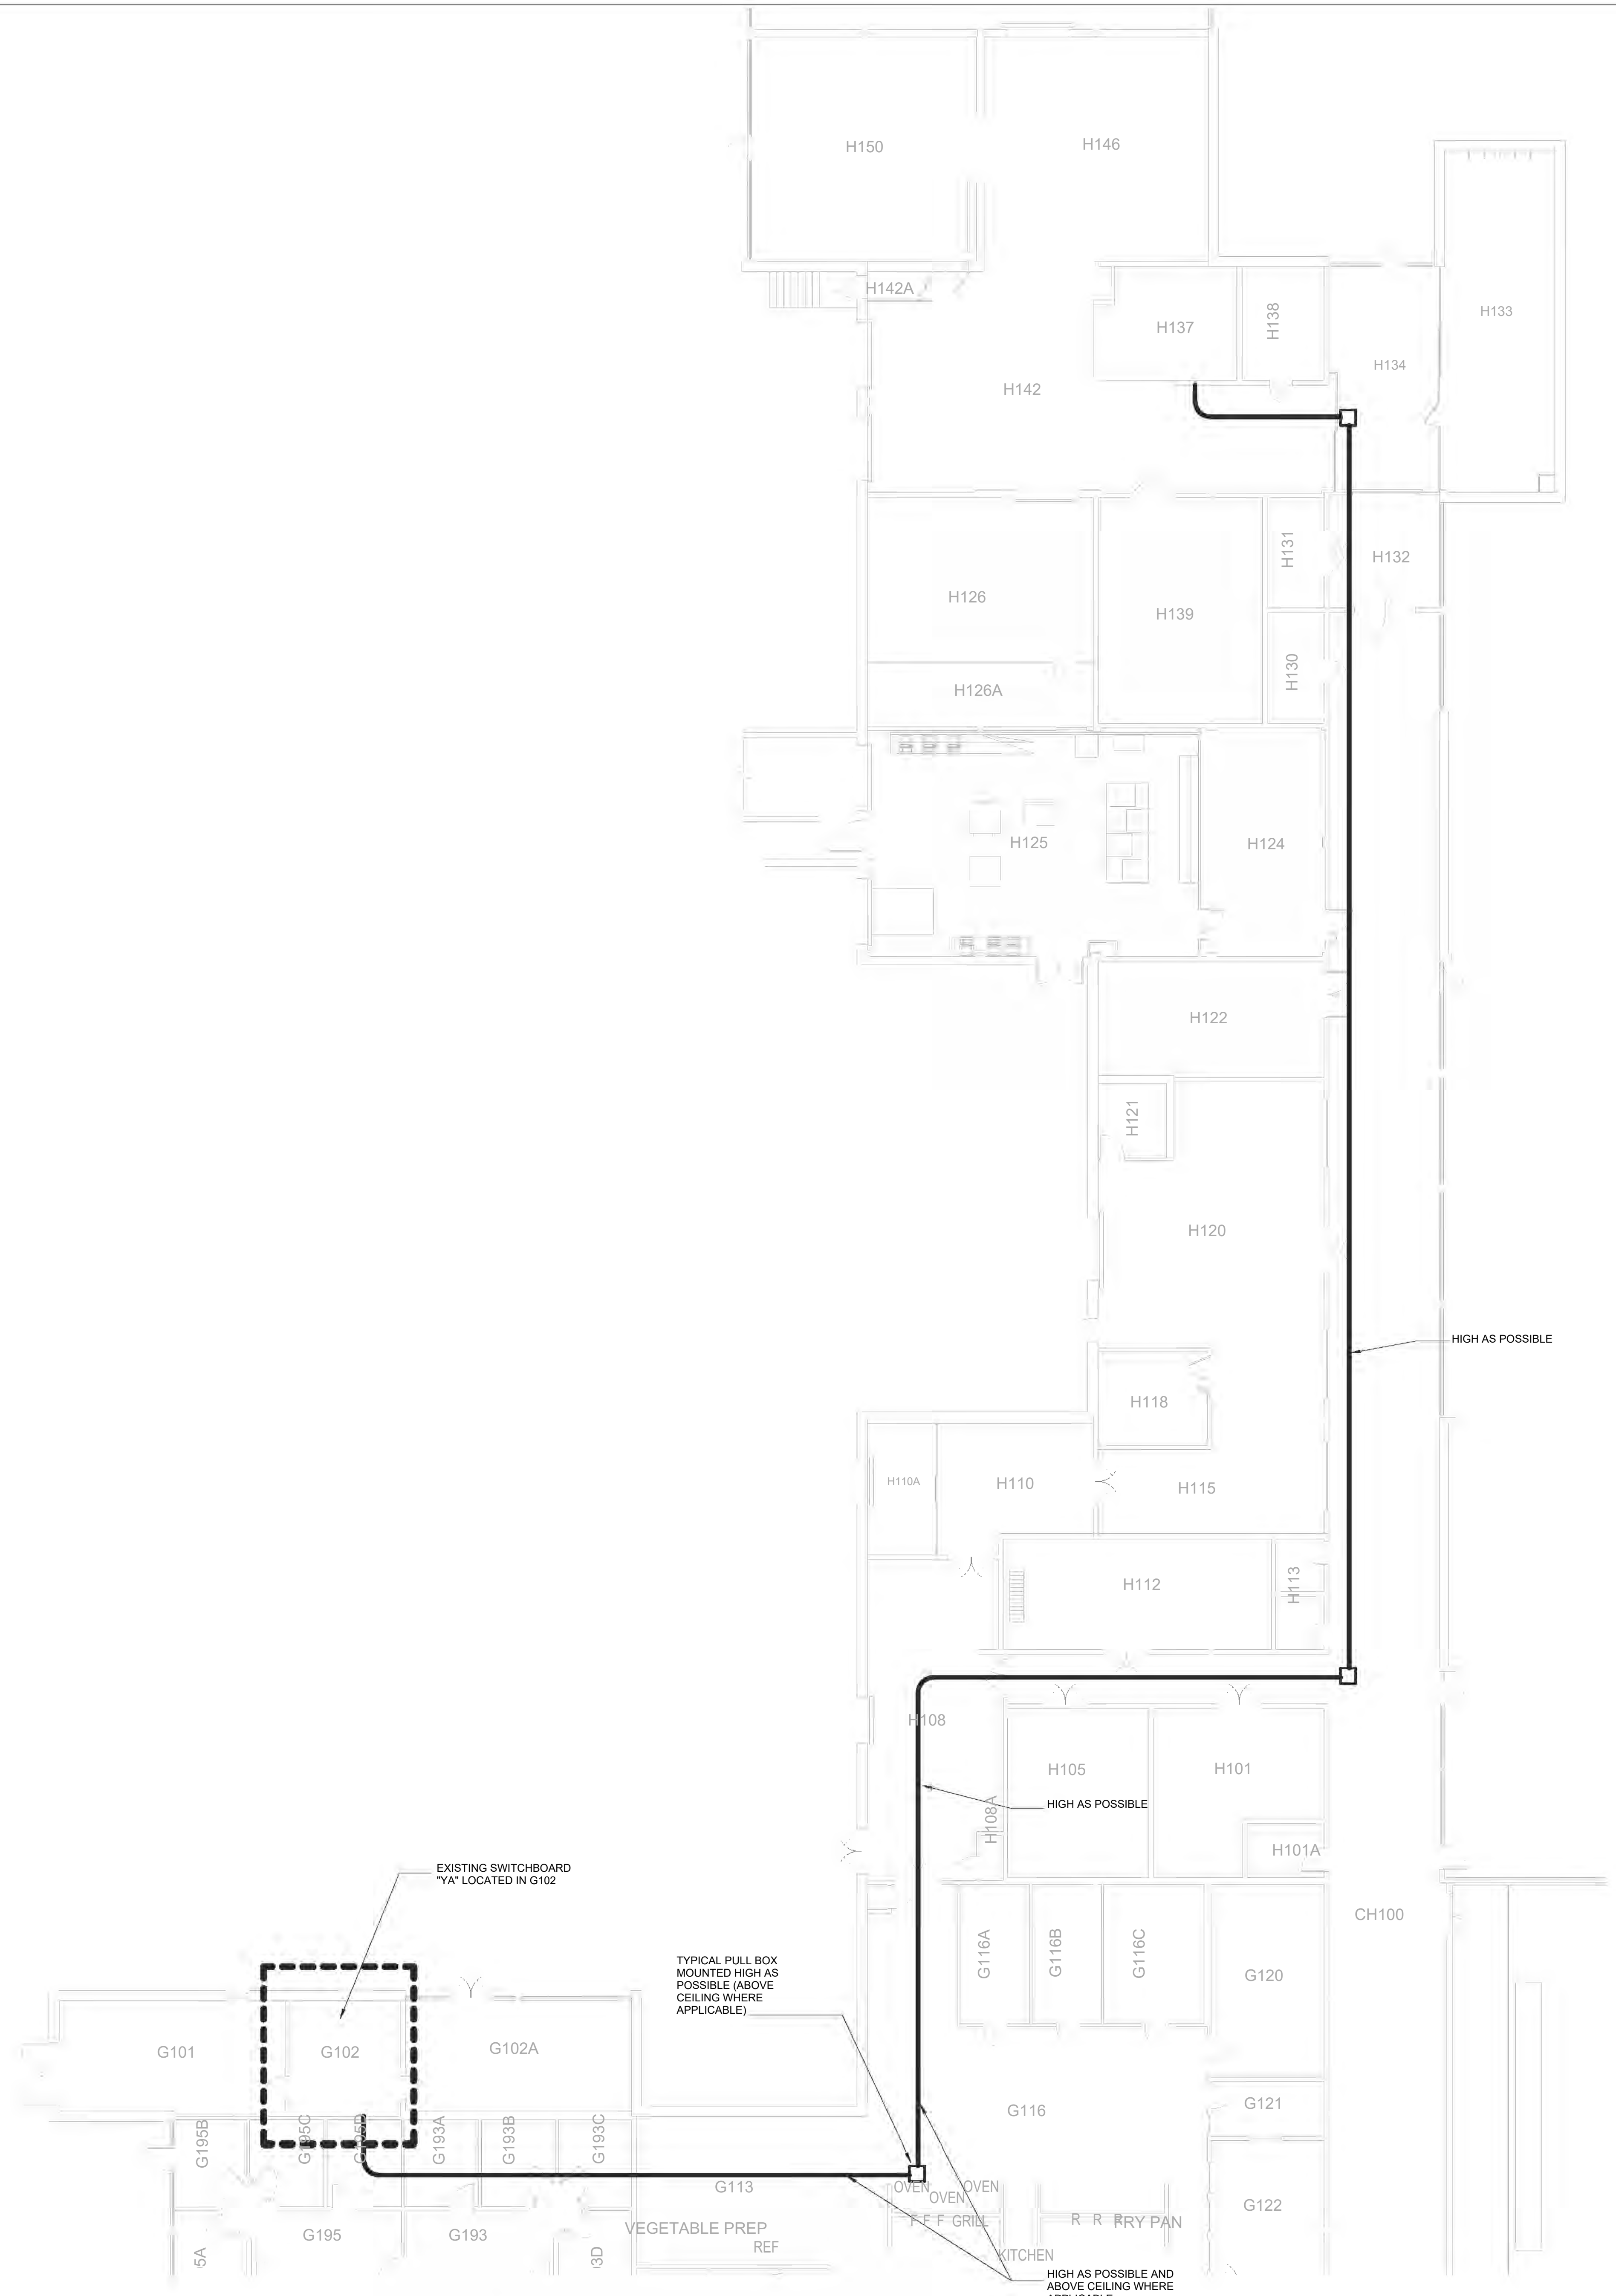 H150
H146
H142A
H137
H138
H133
H134
H142
H131
H132
H126
H139
H130
H126A
H125
H124
H122
H121
H120
HIGH AS POSSIBLE
H118
H110A
H110
H115
H112
H113
H108
H105
H101
HIGH AS POSSIBLE
H108A
H101A
EXISTING SWITCHBOARD
"YA" LOCATED IN G102
CH100
TYPICAL PULL BOX
MOUNTED HIGH AS
POSSIBLE (ABOVE
CEILING WHERE
APPLICABLE)
G116A
G116B
G116C
G120
G101
G102
G102A
G116
G121
G195B
G195C
G195D
G193A
G193B
G193C
G113
OVEN
OVEN
OVEN
G122
G195
G193
VEGETABLE PREP
REF
F F F GRILL
R R R
FRY PAN
5A
3D
KITCHEN
HIGH AS POSSIBLE AND
ABOVE CEILING WHERE
APPLICABLE